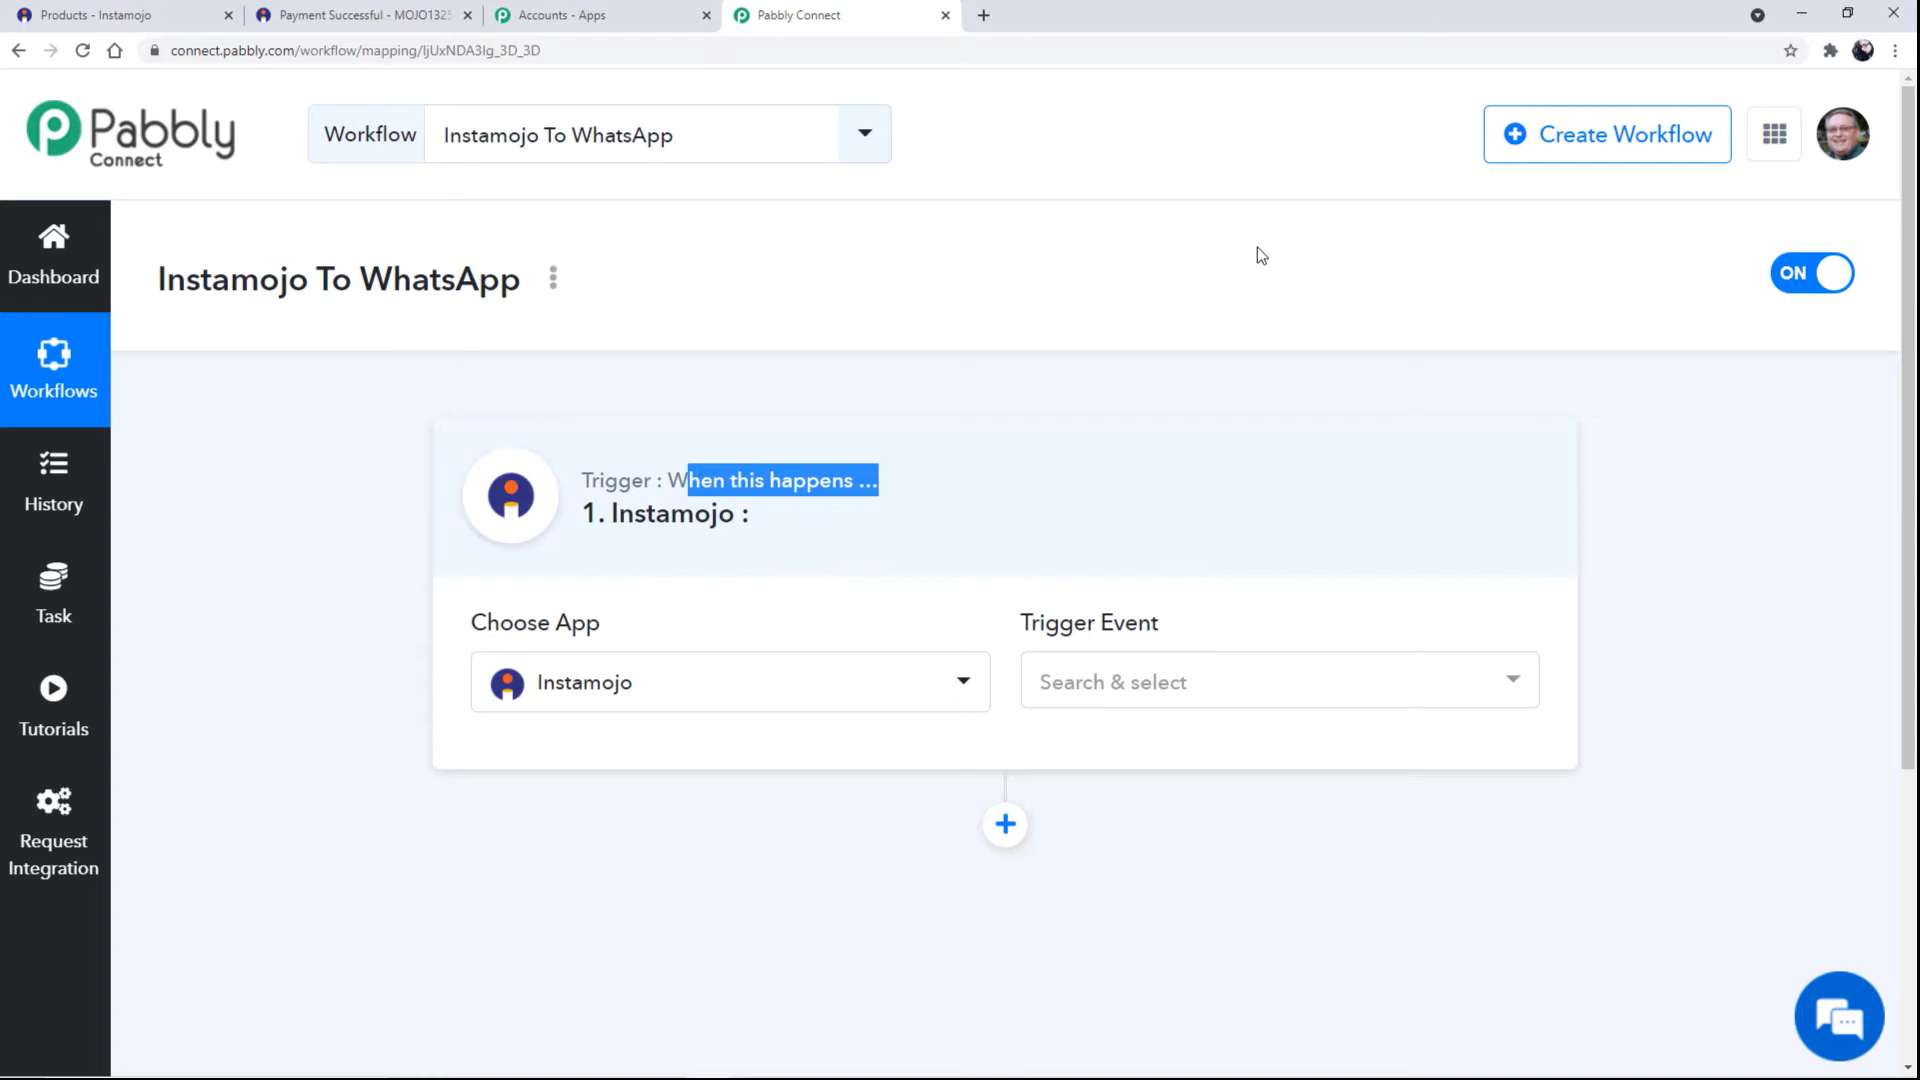 Products - Instamojo
Payment Successful - MOJO1325
Accounts - Apps
Pabbly Connect
connect.pabbly.com/workflow/mapping/IjUxNDA3Ig_3D_3D
Pabbly
Connect
Workflow
Instamojo To WhatsApp
Create Workflow
Dashboard
Instamojo To WhatsApp
ON
Workflows
History
Task
Tutorials
Request
Integration
Trigger : When this happens ...
1. Instamojo :
Choose App
Trigger Event
Instamojo
Search & select